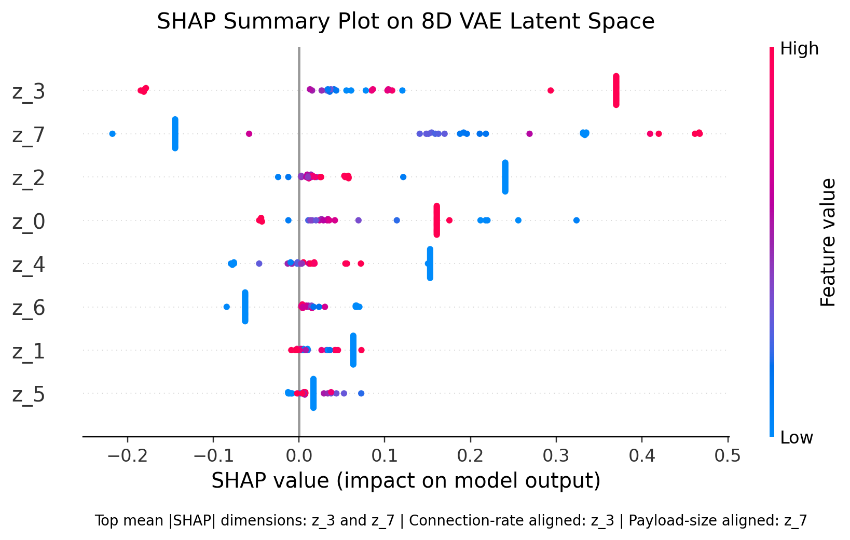 SHAP Summary Plot on 8D VAE Latent Space
High
z_3
z_7
z_2
z_0
z_4
z_6
z_1
z_5
Feature value
Low
−0.2 −0.1 0.0 0.1 0.2 0.3 0.4 0.5
SHAP value (impact on model output)
Top mean |SHAP| dimensions: z_3 and z_7 | Connection-rate aligned: z_3 | Payload-size aligned: z_7